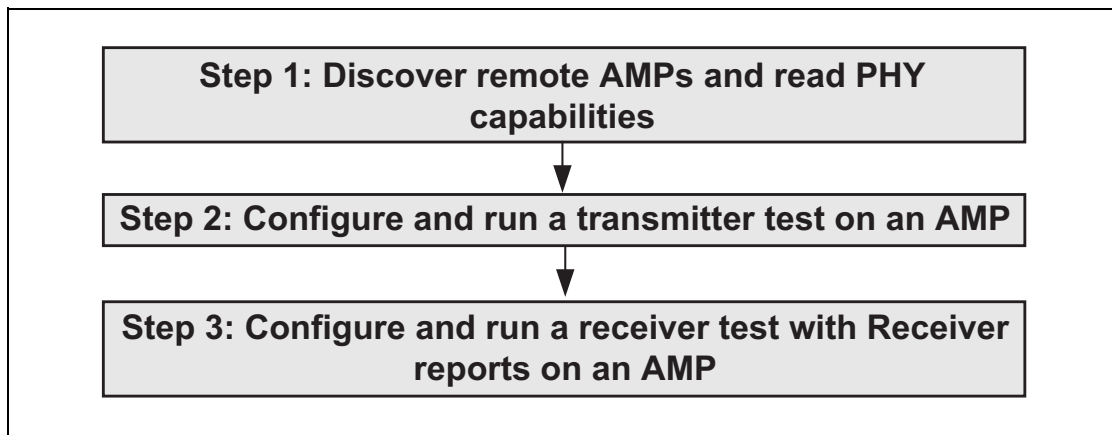 Step 1: Discover remote AMPs and read PHY
capabilities
Step 2: Configure and run a transmitter test on an AMP
Step 3: Configure and run a receiver test with Receiver
reports on an AMP